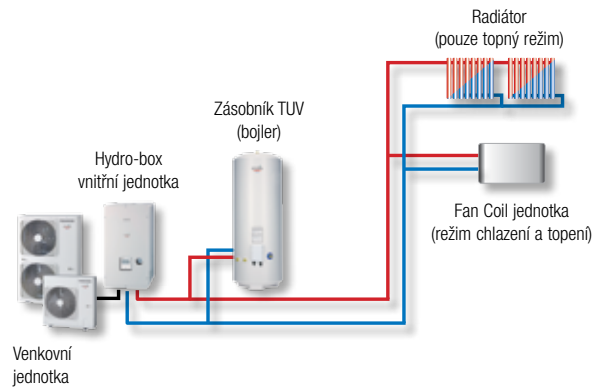 Radiátor
(pouze topný režim)
Zásobník TUV
(bojler)
Hydro-box
vnitřní jednotka
Fan Coil jednotka
(režim chlazení a topení)
Venkovní
jednotka